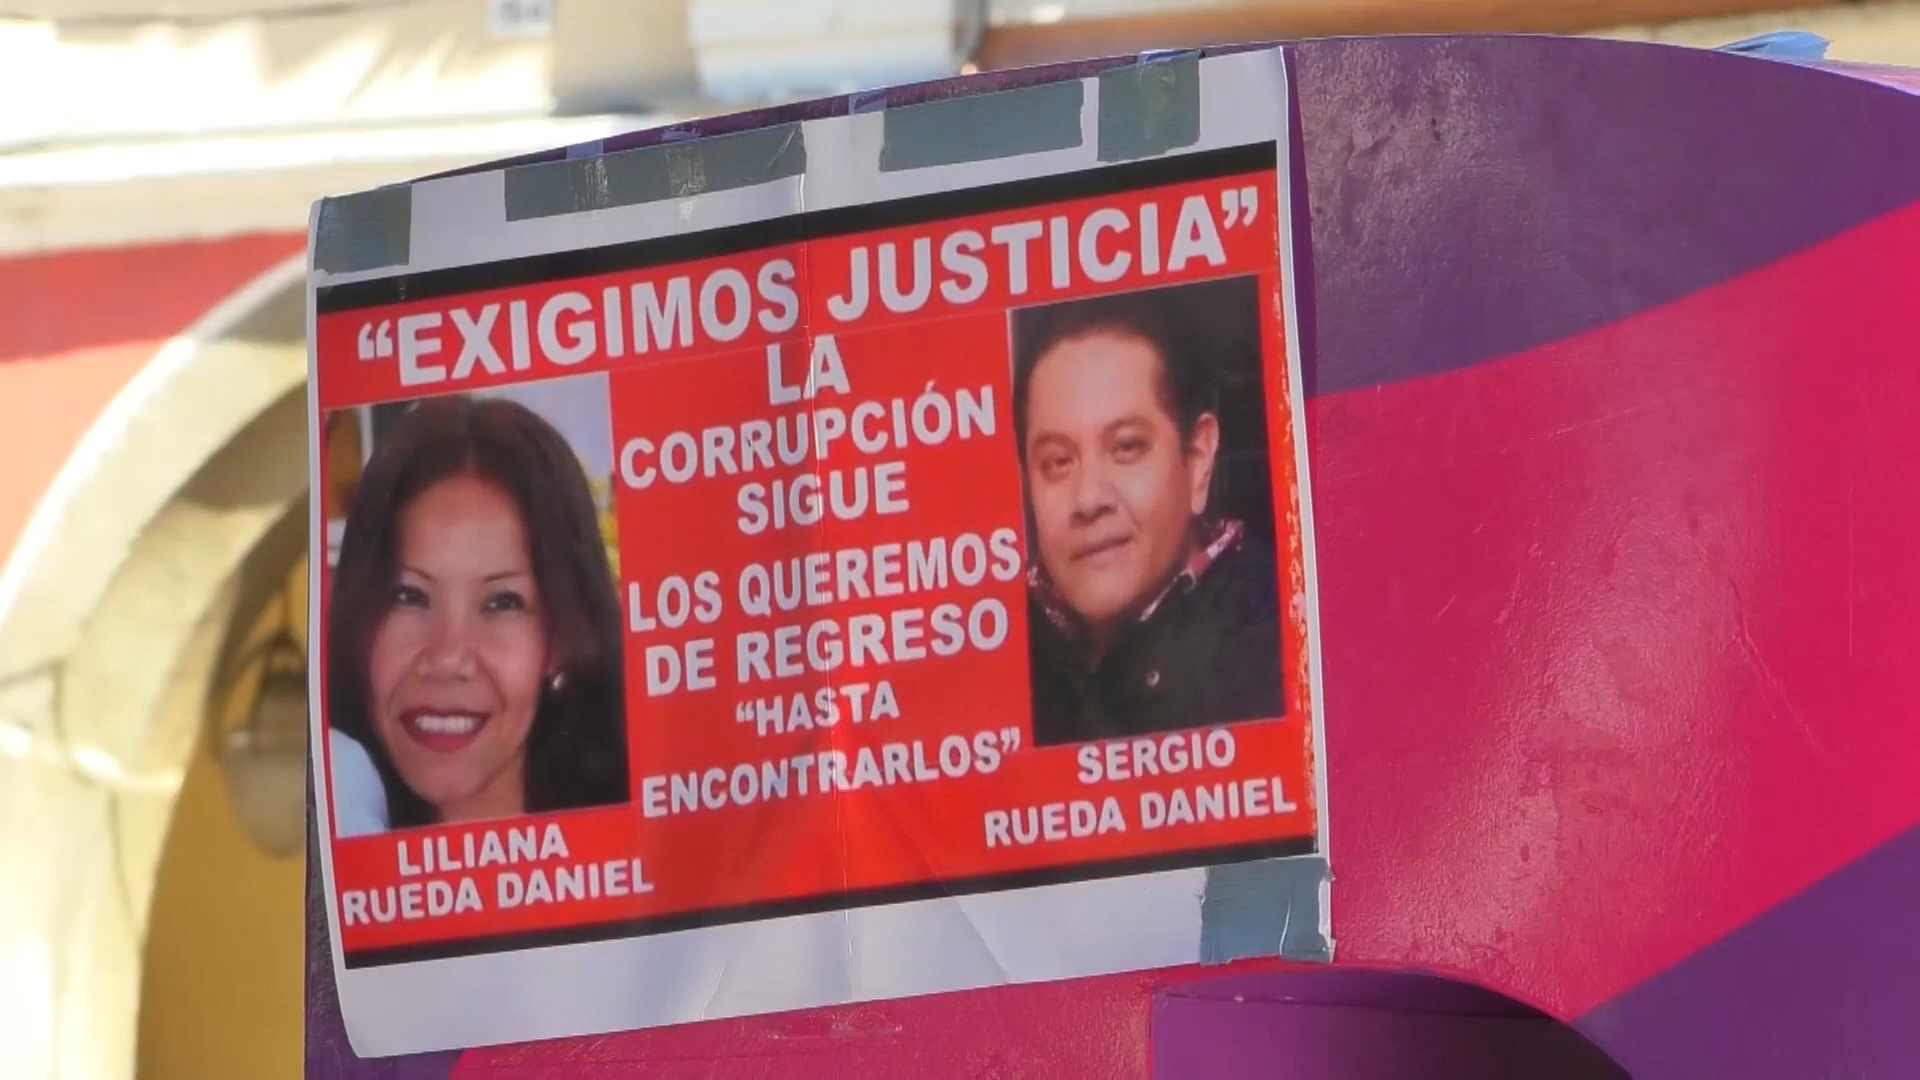 “EXIGIMOS JUSTICIA”
LA
CORRUPCIÓN
SIGUE
LOS QUEREMOS
DE REGRESO
“HASTA
ENCONTRARLOS”
LILIANA
RUEDA DANIEL
SERGIO
RUEDA DANIEL